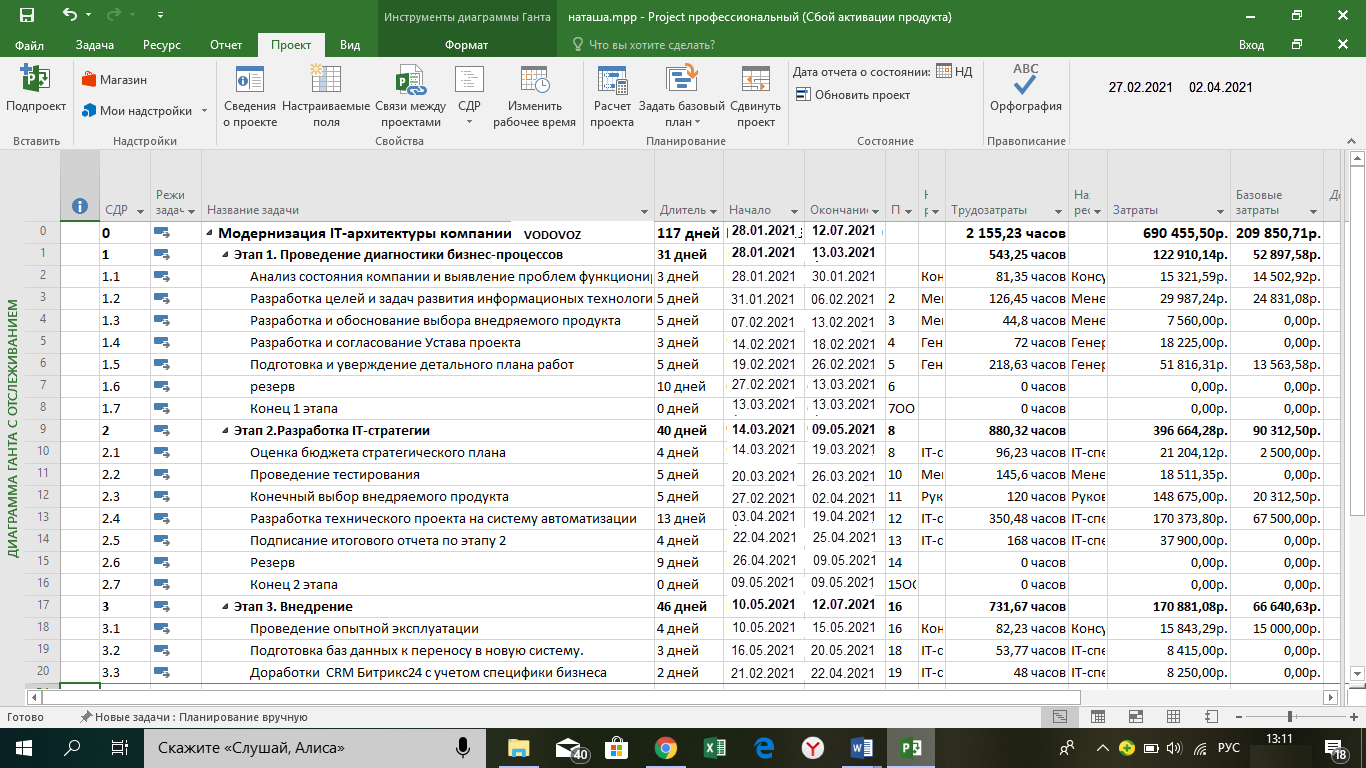 Инструменты диаграммы Ганта наташа.mpp - Project профессиональный (Сбой активации продукта)
Файл Задача Ресурс Отчет Проект Вид Формат Что вы хотите сделать? Вход
Подпроект
Магазин
Мои надстройки
Сведения о проекте
Настраиваемые поля
Связи между проектами
СДР
Изменить рабочее время
Расчет проекта
Задать базовый план
Сдвинуть проект
Дата отчета о состоянии: НД
Обновить проект
ABC
Орфография
27.02.2021 02.04.2021
Вставить Надстройки Свойства Планирование Состояние Правописание
ДИАГРАММА ГАНТА С ОТСЛЕЖИВАНИЕМ
СДР Режи задач Название задачи Длитель Начало Окончани П Трудозатраты На рес Затраты Базовые затраты
0 0 Модернизация IT-архитектуры компании VODOVOZ 117 дней 28.01.2021 12.07.2021 2 155,23 часов 690 455,50р. 209 850,71р.
1 1 Этап 1. Проведение диагностики бизнес-процессов 31 дней 28.01.2021 13.03.2021 543,25 часов 122 910,14р. 52 897,58р.
2 1.1 Анализ состояния компании и выявление проблем функциони 3 дней 28.01.2021 30.01.2021 Кон 81,35 часов Консу 15 321,59р. 14 502,92р.
3 1.2 Разработка целей и задач развития информационых технологи 5 дней 31.01.2021 06.02.2021 2 Мен 126,45 часов Мене 29 987,24р. 24 831,08р.
4 1.3 Разработка и обоснование выбора внедряемого продукта 5 дней 07.02.2021 13.02.2021 3 Мен 44,8 часов Мене 7 560,00р. 0,00р.
5 1.4 Разработка и согласование Устава проекта 3 дней 14.02.2021 18.02.2021 4 Ген 72 часов Генер 18 225,00р. 0,00р.
6 1.5 Подготовка и уверждение детального плана работ 5 дней 19.02.2021 26.02.2021 5 Ген 218,63 часов Генер 51 816,31р. 13 563,58р.
7 1.6 резерв 10 дней 27.02.2021 13.03.2021 6 0 часов 0,00р. 0,00р.
8 1.7 Конец 1 этапа 0 дней 13.03.2021 13.03.2021 7ОО 0 часов 0,00р. 0,00р.
9 2 Этап 2.Разработка IT-стратегии 40 дней 14.03.2021 09.05.2021 8 880,32 часов 396 664,28р. 90 312,50р.
10 2.1 Оценка бюджета стратегического плана 4 дней 14.03.2021 19.03.2021 8 IT-с 96,23 часов IT-спе 21 204,12р. 2 500,00р.
11 2.2 Проведение тестирования 5 дней 20.03.2021 26.03.2021 10 Мен 145,6 часов Мене 18 511,35р. 0,00р.
12 2.3 Конечный выбор внедряемого продукта 5 дней 27.02.2021 02.04.2021 11 Рук 120 часов Руков 148 675,00р. 20 312,50р.
13 2.4 Разработка технического проекта на систему автоматизации 13 дней 03.04.2021 19.04.2021 12 IT-с 350,48 часов IT-спе 170 373,80р. 67 500,00р.
14 2.5 Подписание итогового отчета по этапу 2 4 дней 22.04.2021 25.04.2021 13 IT-с 168 часов IT-спе 37 900,00р. 0,00р.
15 2.6 Резерв 9 дней 26.04.2021 09.05.2021 14 0 часов 0,00р. 0,00р.
16 2.7 Конец 2 этапа 0 дней 09.05.2021 09.05.2021 15ОО 0 часов 0,00р. 0,00р.
17 3 Этап 3. Внедрение 46 дней 10.05.2021 12.07.2021 16 731,67 часов 170 881,08р. 66 640,63р.
18 3.1 Проведение опытной эксплуатации 4 дней 10.05.2021 15.05.2021 16 Кон 82,23 часов Консу 15 843,29р. 15 000,00р.
19 3.2 Подготовка баз данных к переносу в новую систему. 3 дней 16.05.2021 20.05.2021 18 IT-с 53,77 часов IT-спе 8 415,00р. 0,00р.
20 3.3 Доработки CRM Битрикс24 с учетом специфики бизнеса 2 дней 21.02.2021 22.04.2021 19 IT-с 48 часов IT-спе 8 250,00р. 0,00р.
Готово Новые задачи : Планирование вручную
Скажите «Слушай, Алиса» 40 РУС 13:11 18